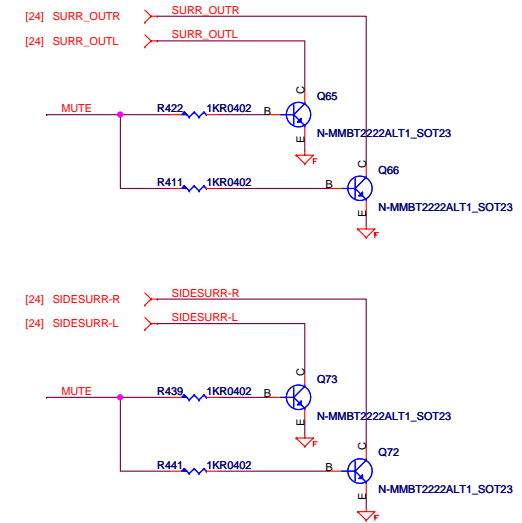 [24] SURR_OUTR SURR_OUTR
[24] SURR_OUTL SURR_OUTL
C
Q65
MUTE R422 1KR0402 B
N-MMBT2222ALT1_SOT23
E
F
C
Q66
R411 1KR0402 B
N-MMBT2222ALT1_SOT23
E
F
[24] SIDESURR-R SIDESURR-R
[24] SIDESURR-L SIDESURR-L
C
Q73
MUTE R439 1KR0402 B
N-MMBT2222ALT1_SOT23
E
F
C
Q72
R441 1KR0402 B
N-MMBT2222ALT1_SOT23
E
F